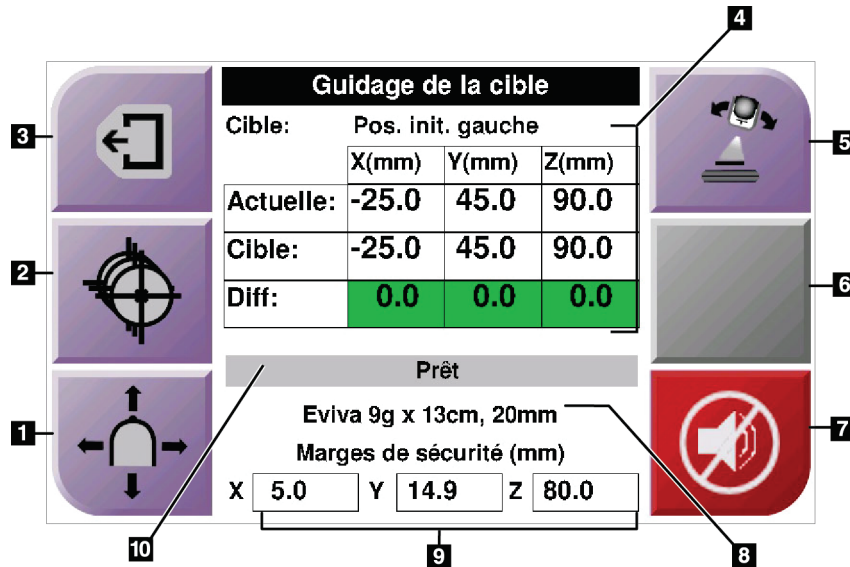 4
Guidage de la cible
Cible: Pos. init. gauche
3
5
X(mm) Y(mm) Z(mm)
Actuelle: -25.0 45.0 90.0
Cible: -25.0 45.0 90.0
2
6
Diff: 0.0 0.0 0.0
Prêt
Eviva 9g x 13cm, 20mm
1
7
Marges de sécurité (mm)
X 5.0 Y 14.9 Z 80.0
10
9
8